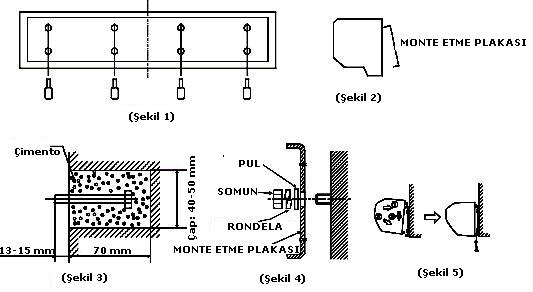 MONTE ETME PLAKASI
(Şekil 1)
(Şekil 2)
Çimento
Çap: 40-50 mm
13-15 mm
70 mm
(Şekil 3)
PUL
SOMUN
RONDELA
MONTE ETME PLAKASI
(Şekil 4)
(Şekil 5)